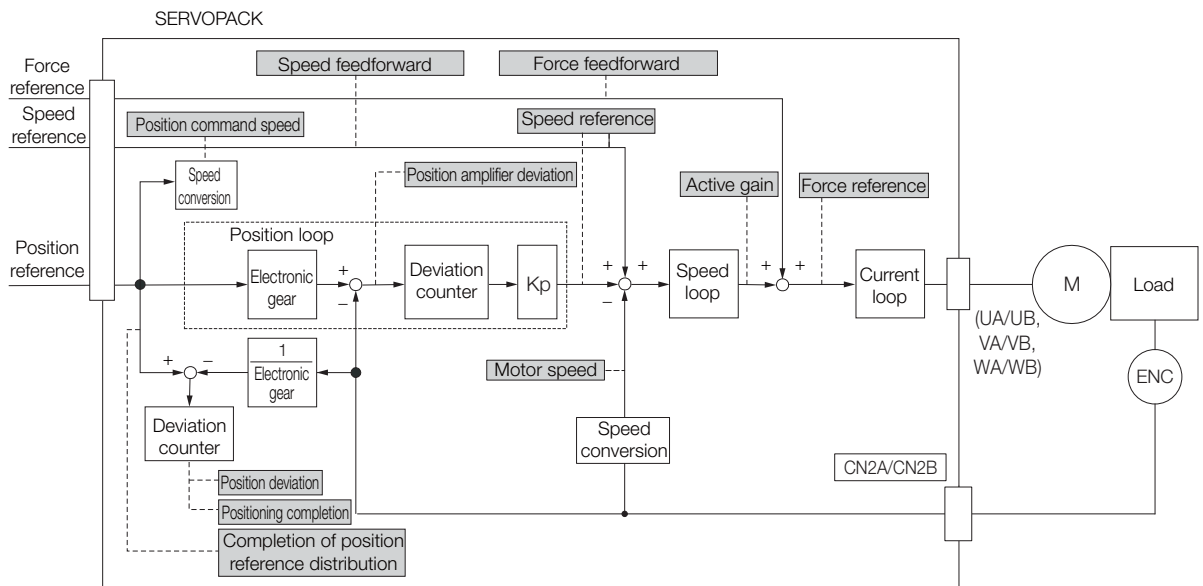 SERVOPACK
Force
reference
Speed
reference
Speed feedforward
Force feedforward
Position command speed
Speed reference
Speed
conversion
Position amplifier deviation
Active gain
Force reference
Position
reference
Position loop
Electronic
gear
+
−
Deviation
counter
Kp
+
+
−
Speed
loop
+
+
+
Current
loop
M
Load
(UA/UB,
VA/VB,
WA/WB)
ENC
+
−
1
Electronic
gear
Motor speed
Deviation
counter
Speed
conversion
CN2A/CN2B
Position deviation
Positioning completion
Completion of position
reference distribution